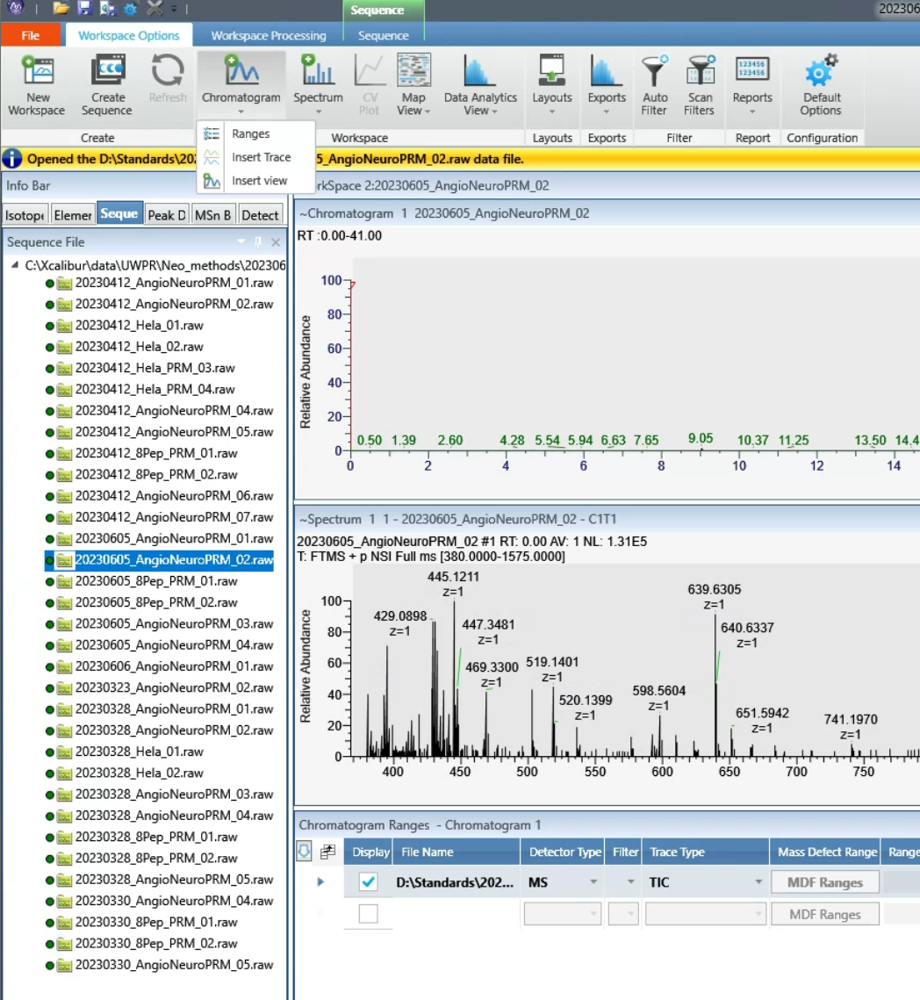 Sequence
202306
File
Workspace Options
Workspace Processing
Sequence
New Workspace
Create Sequence
Refresh
Chromatogram
Spectrum
CV Plot
Map View
Data Analytics View
Layouts
Exports
Auto Filter
Scan Filters
Reports
Default Options
Create
Workspace
Layouts
Exports
Filter
Report
Configuration
Ranges
Insert Trace
Insert view
Opened the D:\Standards\20 5_AngioNeuroPRM_02.raw data file.
Info Bar
rkSpace 2:20230605_AngioNeuroPRM_02
Isotope
Elemer
Seque
Peak D
MSn B
Detect
Sequence File
C:\Xcalibur\data\UWPR\Neo_methods\202306
20230412_AngioNeuroPRM_01.raw
20230412_AngioNeuroPRM_02.raw
20230412_Hela_01.raw
20230412_Hela_02.raw
20230412_Hela_PRM_03.raw
20230412_Hela_PRM_04.raw
20230412_AngioNeuroPRM_04.raw
20230412_AngioNeuroPRM_05.raw
20230412_8Pep_PRM_01.raw
20230412_8Pep_PRM_02.raw
20230412_AngioNeuroPRM_06.raw
20230412_AngioNeuroPRM_07.raw
20230605_AngioNeuroPRM_01.raw
20230605_AngioNeuroPRM_02.raw
20230605_8Pep_PRM_01.raw
20230605_8Pep_PRM_02.raw
20230605_AngioNeuroPRM_03.raw
20230605_AngioNeuroPRM_04.raw
20230606_AngioNeuroPRM_01.raw
20230323_AngioNeuroPRM_02.raw
20230328_AngioNeuroPRM_01.raw
20230328_AngioNeuroPRM_02.raw
20230328_Hela_01.raw
20230328_Hela_02.raw
20230328_AngioNeuroPRM_03.raw
20230328_AngioNeuroPRM_04.raw
20230328_8Pep_PRM_01.raw
20230328_8Pep_PRM_02.raw
20230328_AngioNeuroPRM_05.raw
20230330_AngioNeuroPRM_04.raw
20230330_8Pep_PRM_01.raw
20230330_8Pep_PRM_02.raw
20230330_AngioNeuroPRM_05.raw
~Chromatogram 1 20230605_AngioNeuroPRM_02
RT :0.00-41.00
Relative Abundance
100
80
60
40
20
0
0.50 1.39 2.60 4.28 5.54 5.94 6.63 7.65 9.05 10.37 11.25 13.50 14.4
0 2 4 6 8 10 12 14
~Spectrum 1 1 - 20230605_AngioNeuroPRM_02 - C1T1
20230605_AngioNeuroPRM_02 #1 RT: 0.00 AV: 1 NL: 1.31E5
T: FTMS + p NSI Full ms [380.0000-1575.0000]
Relative Abundance
100
80
60
40
20
0
445.1211
z=1
639.6305
z=1
429.0898
z=1
447.3481
z=1
640.6337
z=1
469.3300
z=1
519.1401
z=1
520.1399
z=1
598.5604
z=1
651.5942
z=1
741.1970
z=1
400 450 500 550 600 650 700 750
Chromatogram Ranges - Chromatogram 1
Display File Name Detector Type Filter Trace Type Mass Defect Range Range
D:\Standards\202... MS TIC MDF Ranges
MDF Ranges